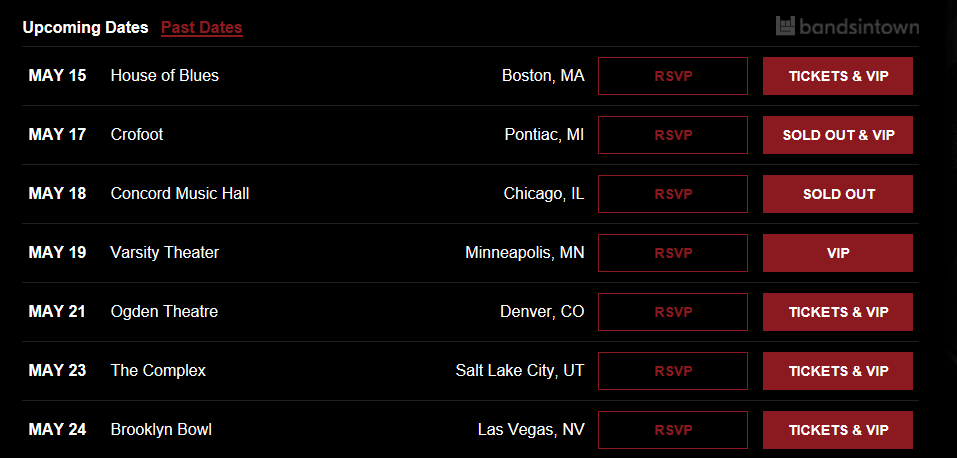 Upcoming Dates Past Dates bandsintown
MAY 15 House of Blues Boston, MA RSVP TICKETS & VIP
MAY 17 Crofoot Pontiac, MI RSVP SOLD OUT & VIP
MAY 18 Concord Music Hall Chicago, IL RSVP SOLD OUT
MAY 19 Varsity Theater Minneapolis, MN RSVP VIP
MAY 21 Ogden Theatre Denver, CO RSVP TICKETS & VIP
MAY 23 The Complex Salt Lake City, UT RSVP TICKETS & VIP
MAY 24 Brooklyn Bowl Las Vegas, NV RSVP TICKETS & VIP